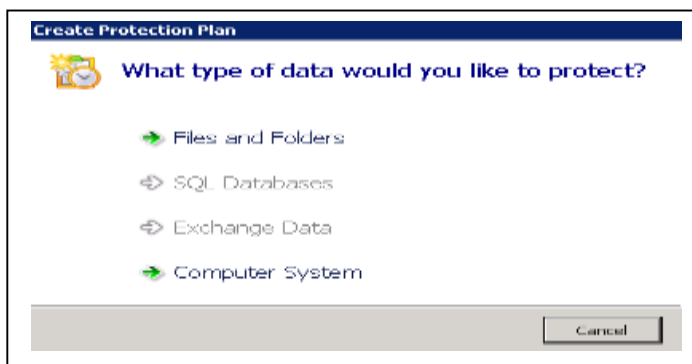 Create Protection Plan
What type of data would you like to protect?
Files and Folders
SQL Databases
Exchange Data
Computer System
Cancel